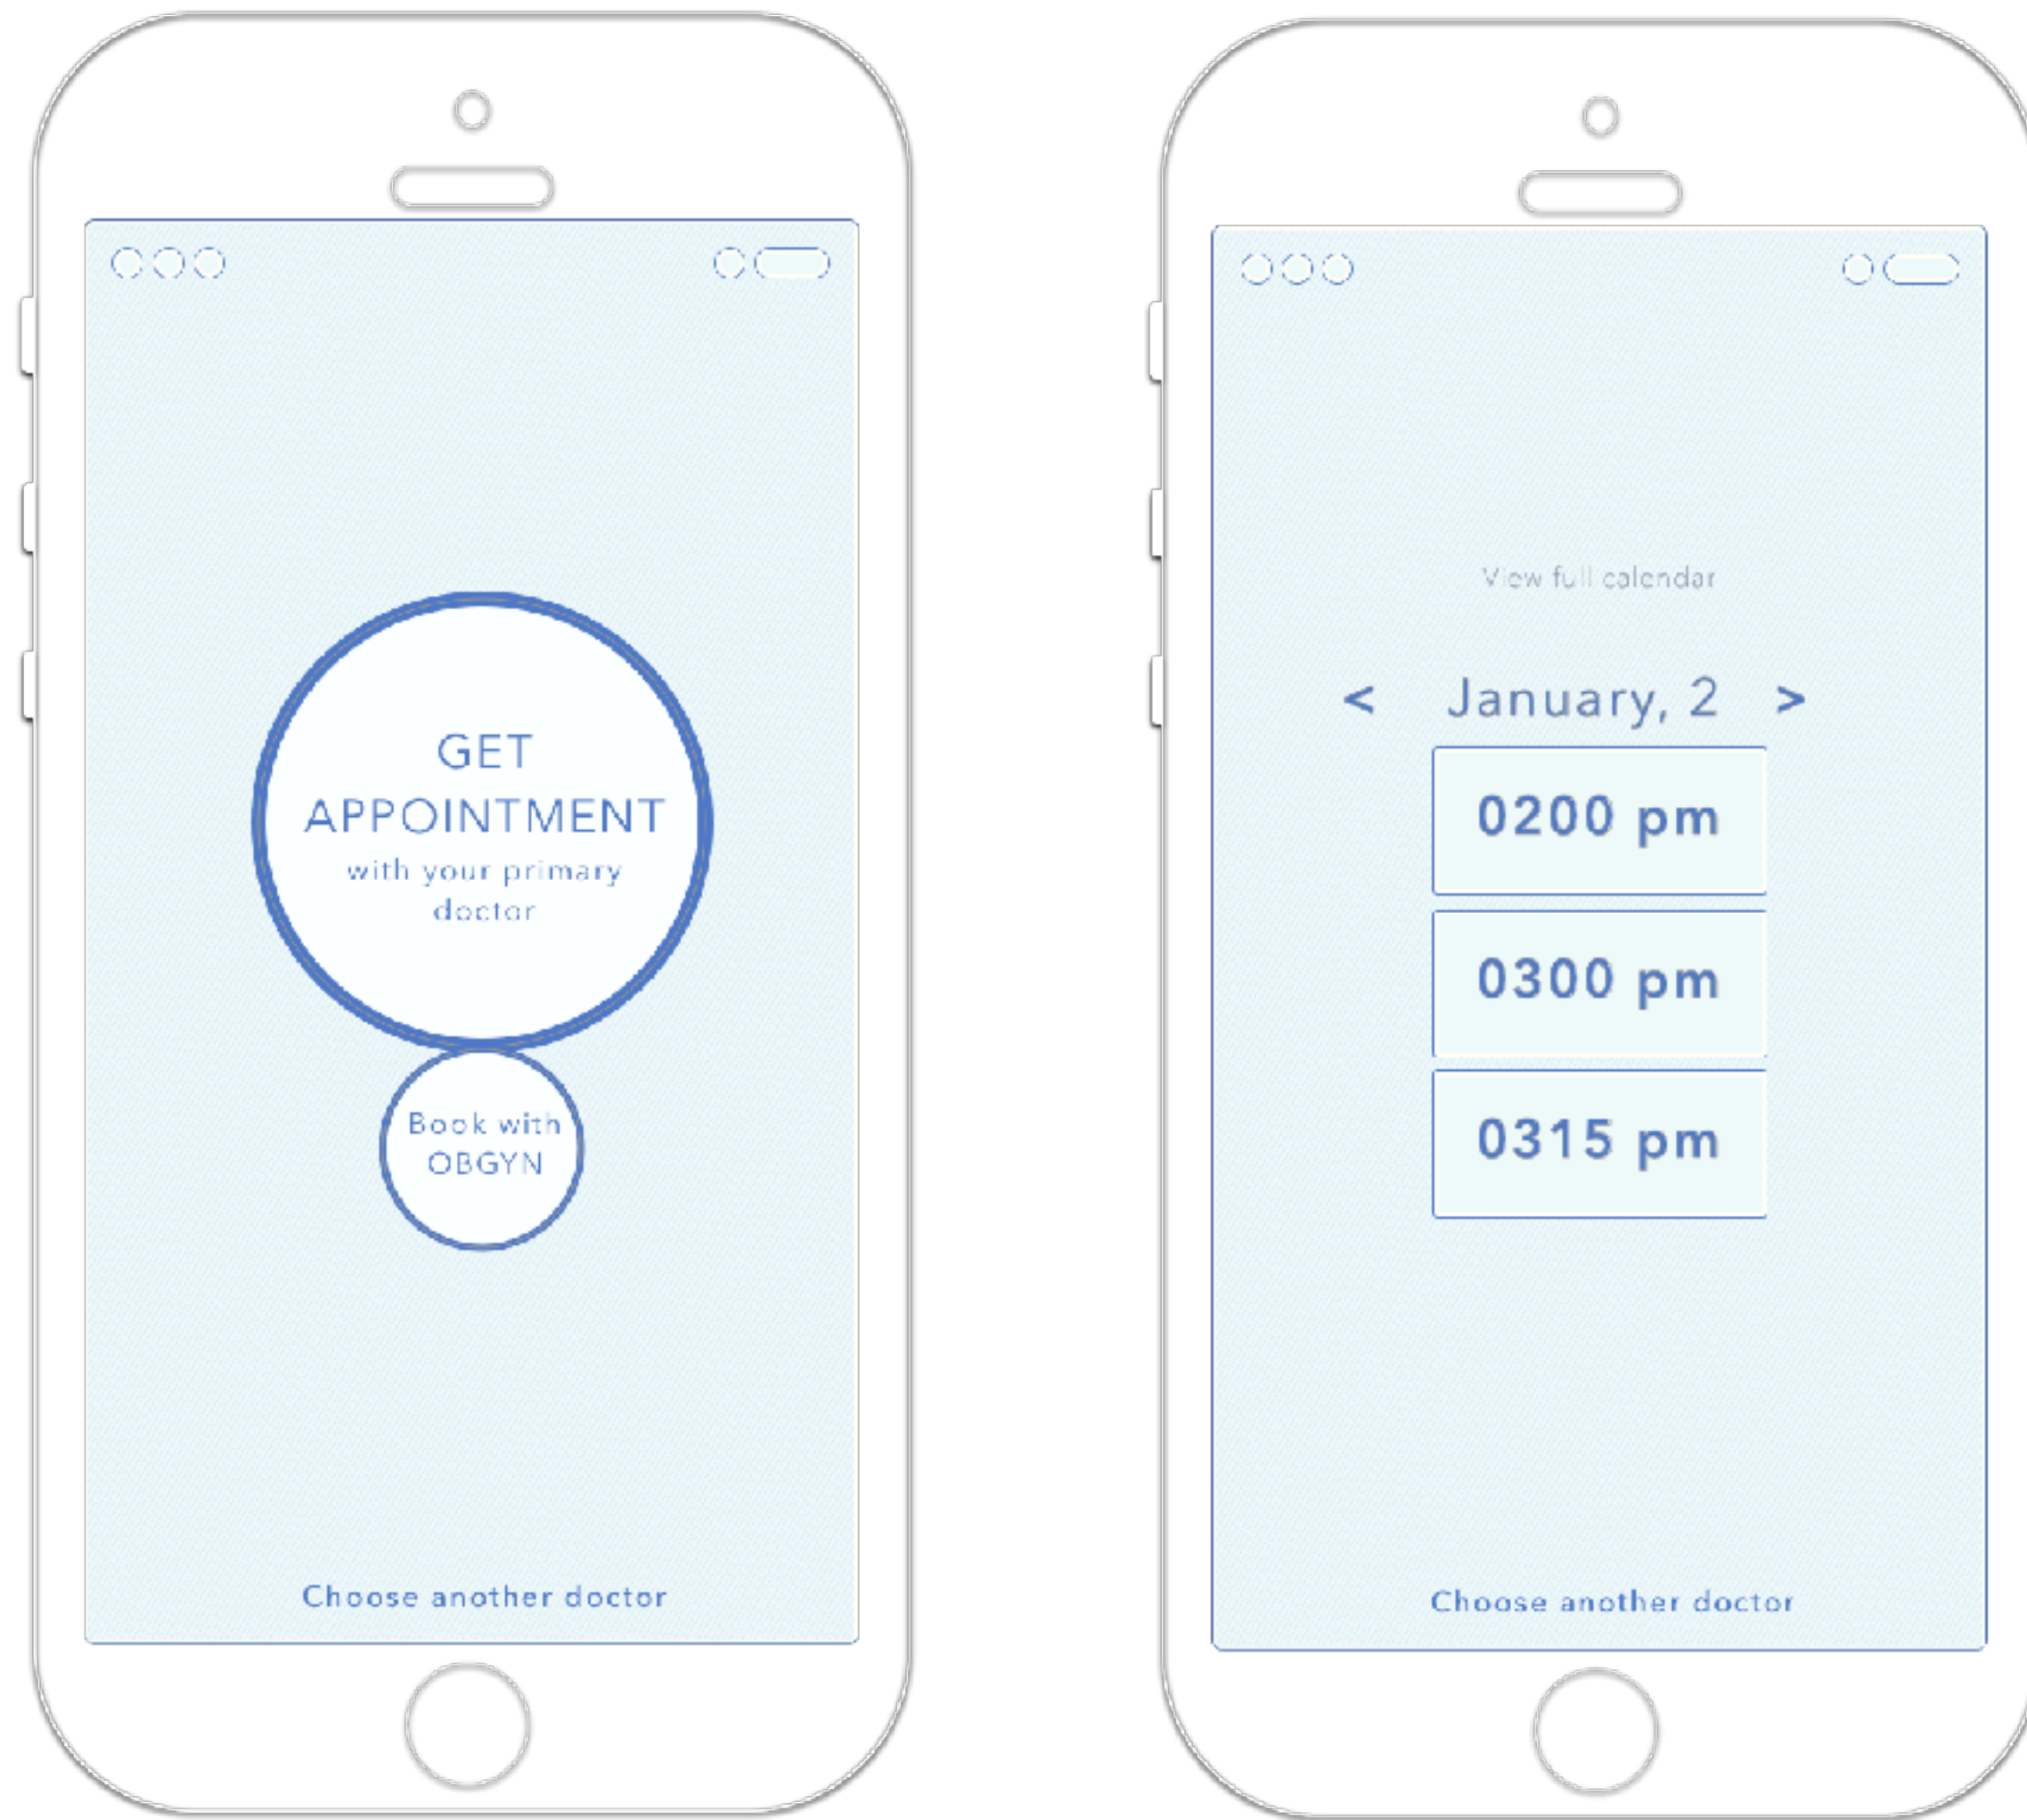 GET
APPOINTMENT
with your primary
doctor
Book with
OBGYN
Choose another doctor
View full calendar
< January, 2 >
0200 pm
0300 pm
0315 pm
Choose another doctor